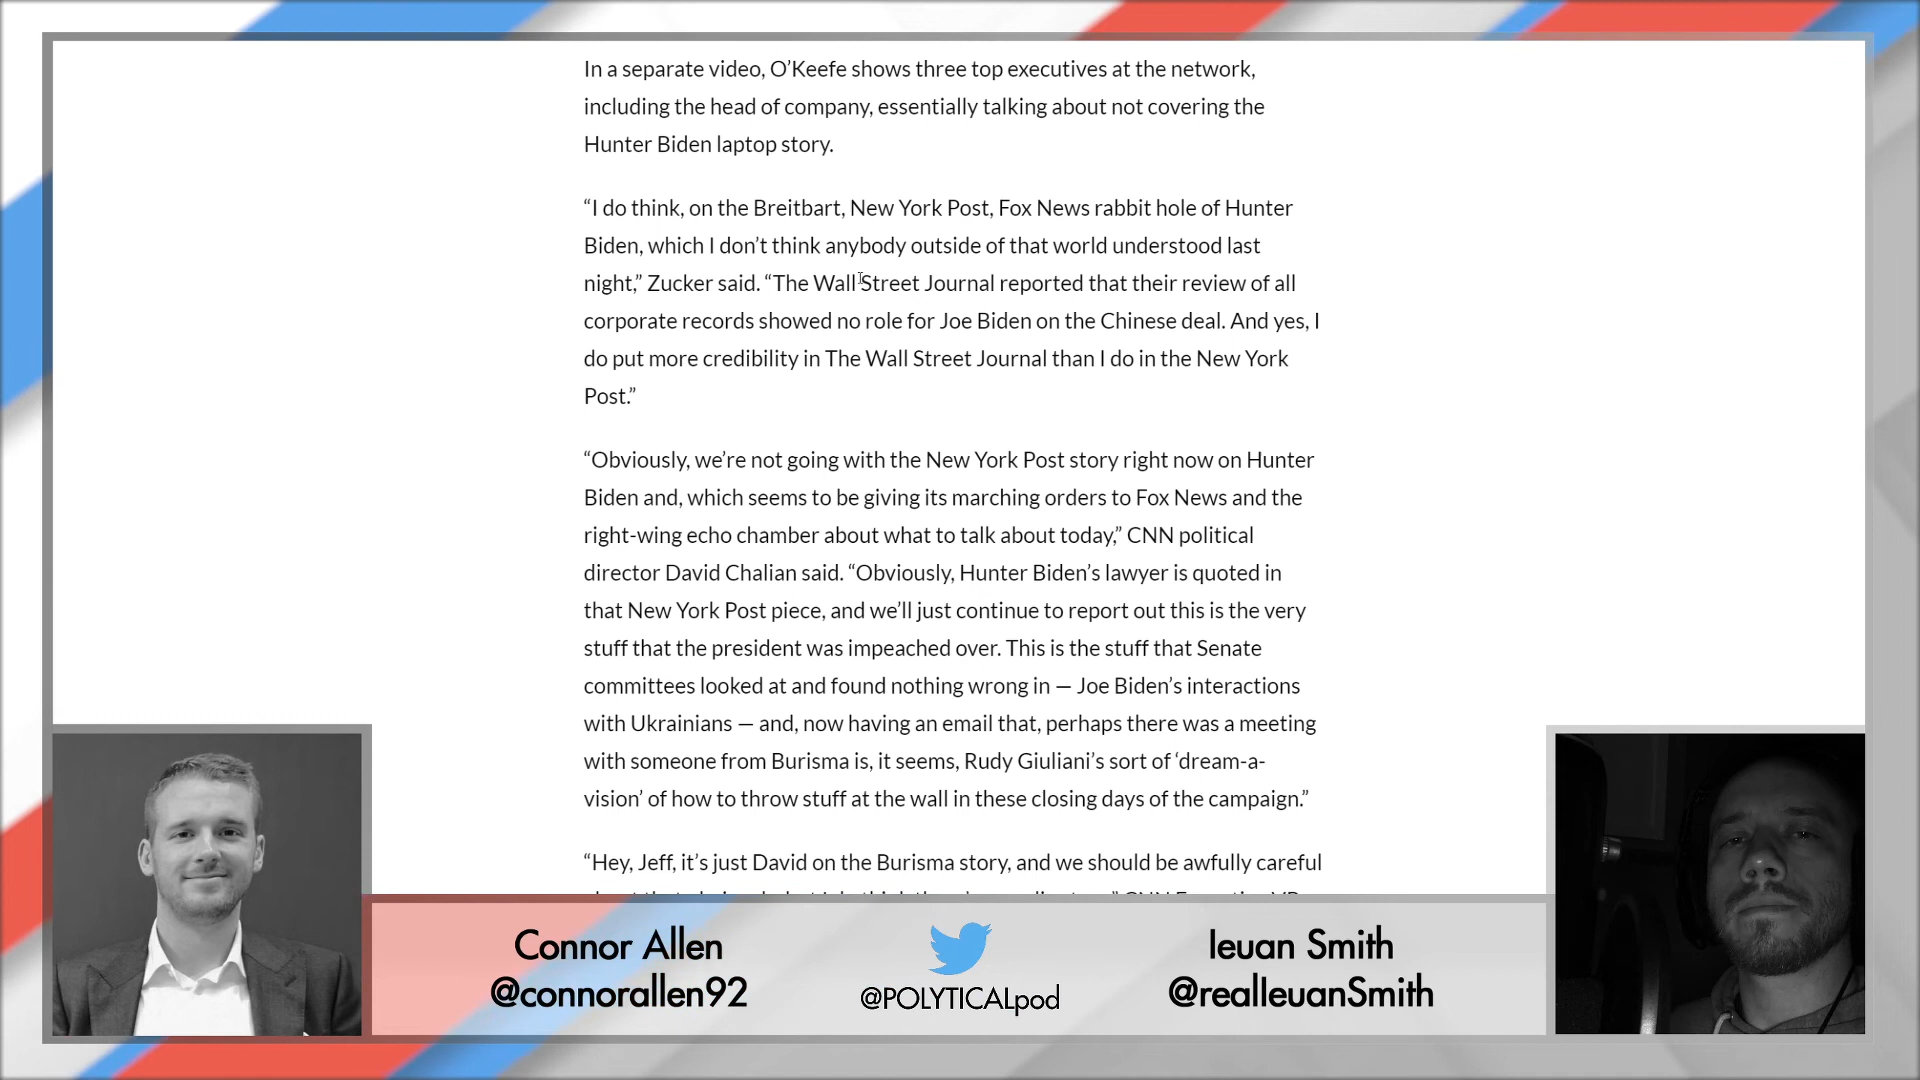 In a separate video, O’Keefe shows three top executives at the network,
including the head of company, essentially talking about not covering the
Hunter Biden laptop story.
“I do think, on the Breitbart, New York Post, Fox News rabbit hole of Hunter
Biden, which I don’t think anybody outside of that world understood last
night,” Zucker said. “The Wall Street Journal reported that their review of all
corporate records showed no role for Joe Biden on the Chinese deal. And yes, I
do put more credibility in The Wall Street Journal than I do in the New York
Post.”
“Obviously, we’re not going with the New York Post story right now on Hunter
Biden and, which seems to be giving its marching orders to Fox News and the
right-wing echo chamber about what to talk about today,” CNN political
director David Chalian said. “Obviously, Hunter Biden’s lawyer is quoted in
that New York Post piece, and we’ll just continue to report out this is the very
stuff that the president was impeached over. This is the stuff that Senate
committees looked at and found nothing wrong in — Joe Biden’s interactions
with Ukrainians — and, now having an email that, perhaps there was a meeting
with someone from Burisma is, it seems, Rudy Giuliani’s sort of ‘dream-a-
vision’ of how to throw stuff at the wall in these closing days of the campaign.”
“Hey, Jeff, it’s just David on the Burisma story, and we should be awfully careful
Connor Allen
@connorallen92
@POLYTICALpod
Ieuan Smith
@realIeuanSmith